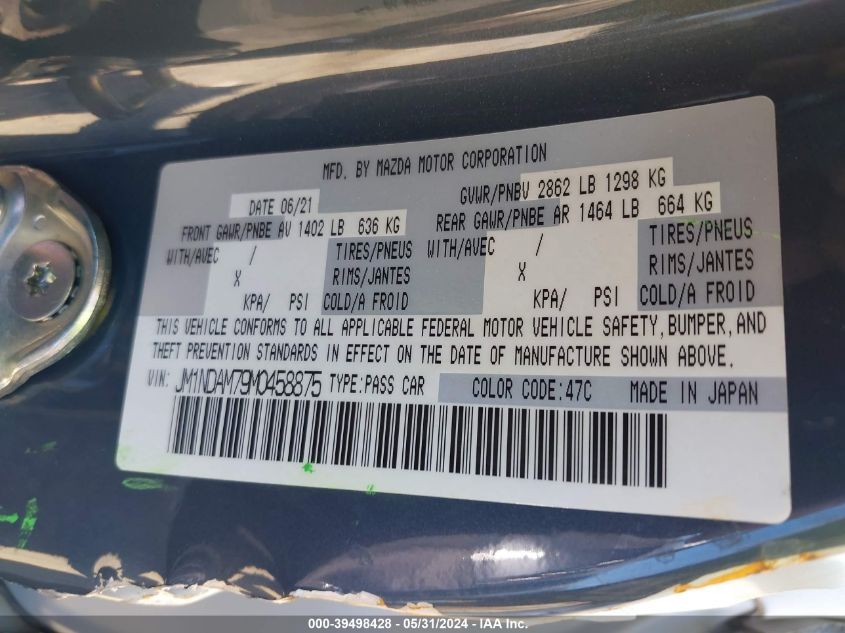 MFD. BY MAZDA MOTOR CORPORATION
DATE 06/21 GVWR/PNBV 2862 LB 1298 KG
FRONT GAWR/PNBE AV 1402 LB 636 KG REAR GAWR/PNBE AR 1464 LB 664 KG
WITH/AVEC / TIRES/PNEUS WITH/AVEC / TIRES/PNEUS
X RIMS/JANTES X RIMS/JANTES
KPA/ PSI COLD/A FROID KPA/ PSI COLD/A FROID
THIS VEHICLE CONFORMS TO ALL APPLICABLE FEDERAL MOTOR VEHICLE SAFETY, BUMPER, AND
THEFT PREVENTION STANDARDS IN EFFECT ON THE DATE OF MANUFACTURE SHOWN ABOVE.
VIN: JM1NDAM79M0458875 TYPE:PASS CAR COLOR CODE:47C MADE IN JAPAN
000-39498428 - 05/31/2024 - IAA Inc.